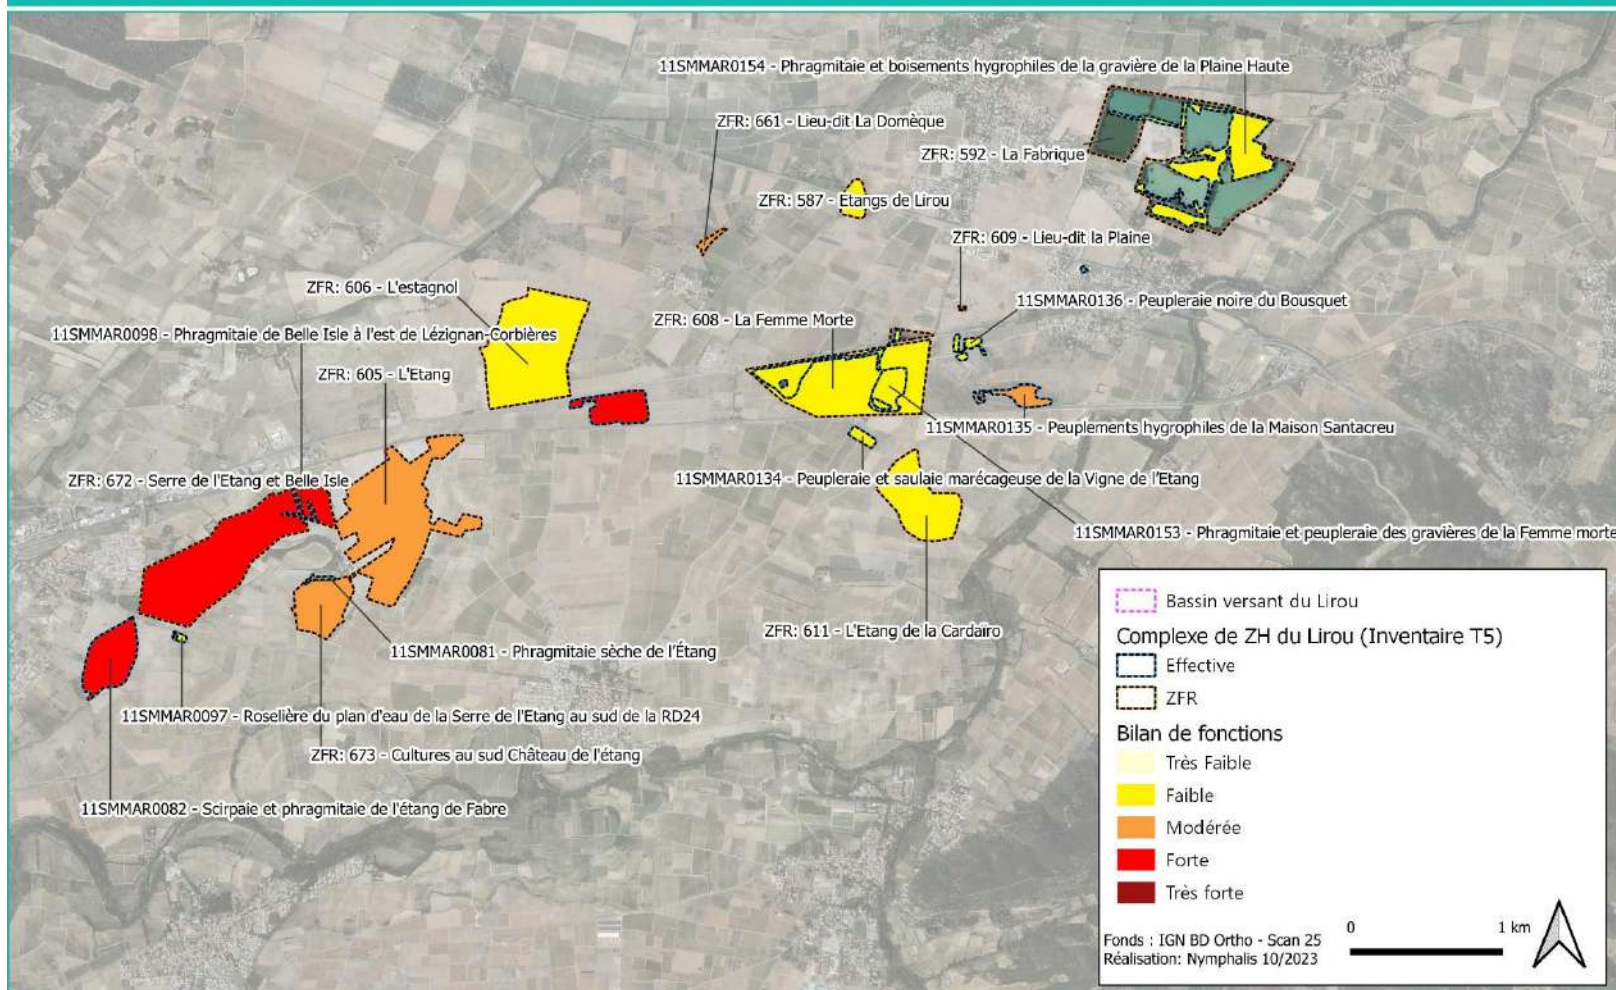 11SMMAR0154 - Phragmitaie et boisements hygrophiles de la gravière de la Plaine Haute
ZFR: 661 - Lieu-dit La Domèque
ZFR: 592 - La Fabrique
ZFR: 587 - Etangs de Lirou
ZFR: 609 - Lieu-dit la Plaine
ZFR: 606 - L'estagnol
11SMMAR0136 - Peupleraie noire du Bousquet
ZFR: 608 - La Femme Morte
11SMMAR0098 - Phragmitaie de Belle Isle à l'est de Lézignan-Corbières
ZFR: 605 - L'Etang
11SMMAR0135 - Peuplements hygrophiles de la Maison Santacreu
ZFR: 672 - Serre de l'Etang et Belle Isle
11SMMAR0134 - Peupleraie et saulaie marécageuse de la Vigne de l'Etang
11SMMAR0153 - Phragmitaie et peupleraie des gravières de la Femme morte
ZFR: 611 - L'Etang de la Cardaïro
11SMMAR0081 - Phragmitaie sèche de l'Étang
11SMMAR0097 - Roselière du plan d'eau de la Serre de l'Etang au sud de la RD24
ZFR: 673 - Cultures au sud Château de l'étang
11SMMAR0082 - Scirpaie et phragmitaie de l'étang de Fabre
Bassin versant du Lirou
Complexe de ZH du Lirou (Inventaire T5)
Effective
ZFR
Bilan de fonctions
Très Faible
Faible
Modérée
Forte
Très forte
0 1 km
Fonds : IGN BD Ortho - Scan 25
Réalisation: Nymphalis 10/2023